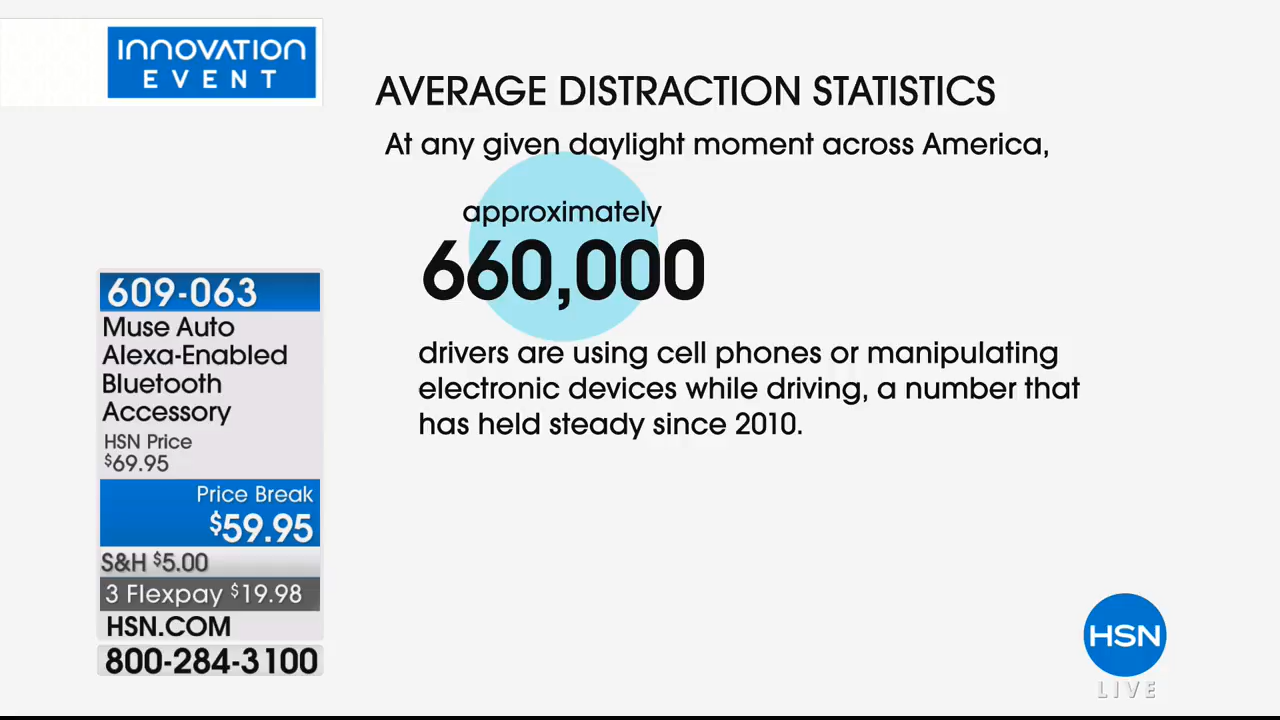 INNOVATION
EVENT
AVERAGE DISTRACTION STATISTICS
At any given daylight moment across America,
approximately
660,000
drivers are using cell phones or manipulating
electronic devices while driving, a number that
has held steady since 2010.
609-063
Muse Auto
Alexa-Enabled
Bluetooth
Accessory
HSN Price
$69.95
Price Break
$59.95
S&H $5.00
3 Flexpay $19.98
HSN.COM
800-284-3100
HSN
LIVE